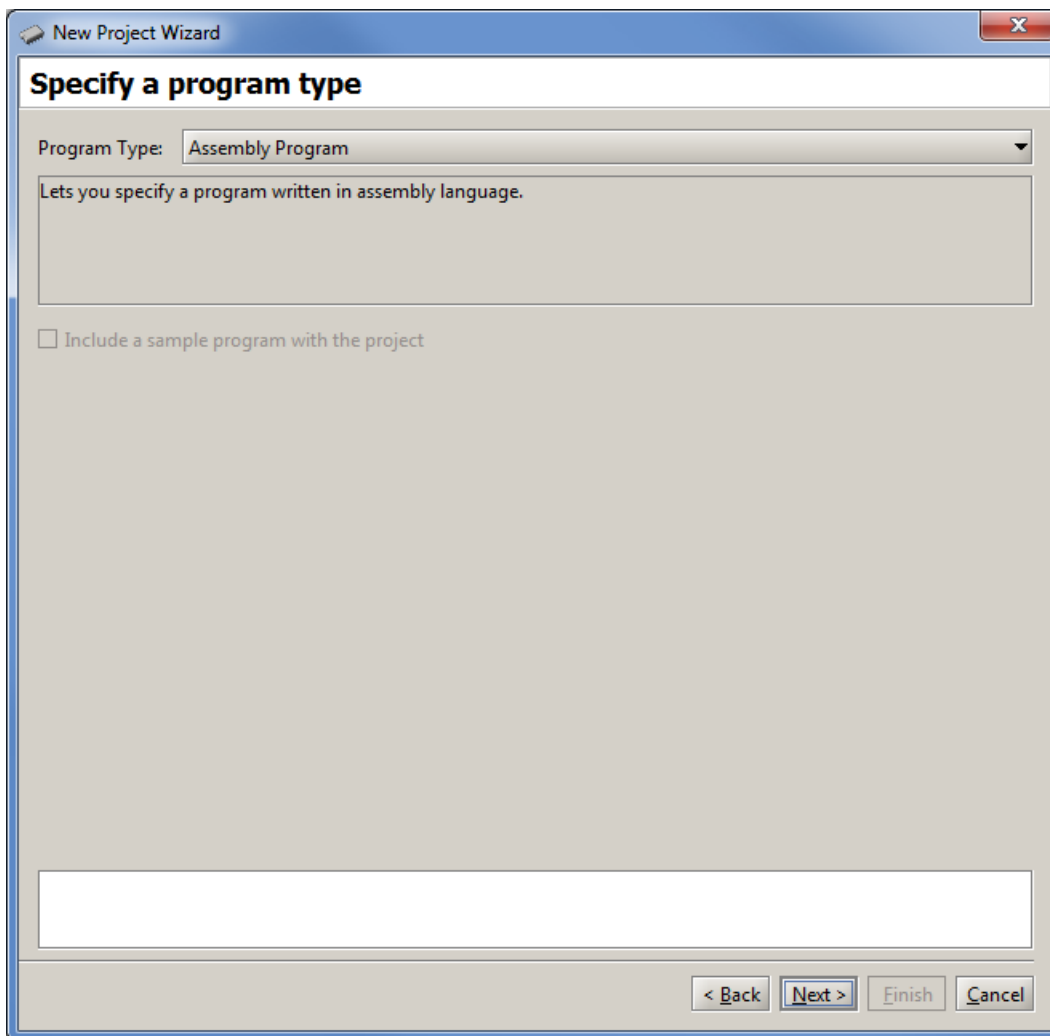 New Project Wizard
Specify a program type
Program Type: Assembly Program
Lets you specify a program written in assembly language.
Include a sample program with the project
< Back Next > Finish Cancel